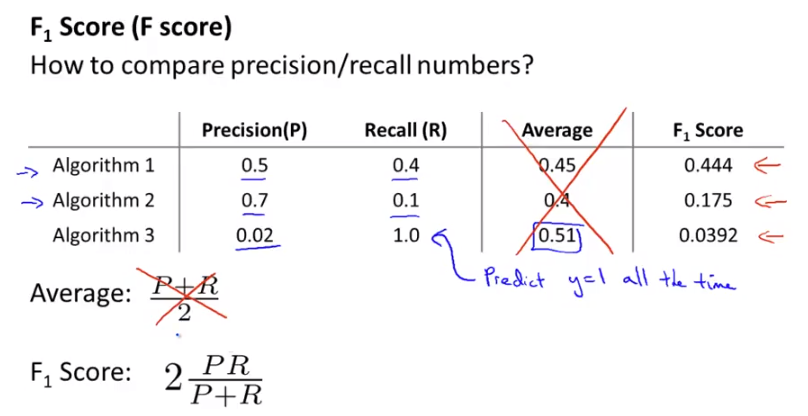 F₁ Score (F score)
How to compare precision/recall numbers?
Precision(P) Recall (R) Average F₁ Score
Algorithm 1 0.5 0.4 0.45 0.444
Algorithm 2 0.7 0.1 0.4 0.175
Algorithm 3 0.02 1.0 0.51 0.0392
Predict y=1 all the time
Average: P+R
2
F₁ Score: 2 PR
P+R